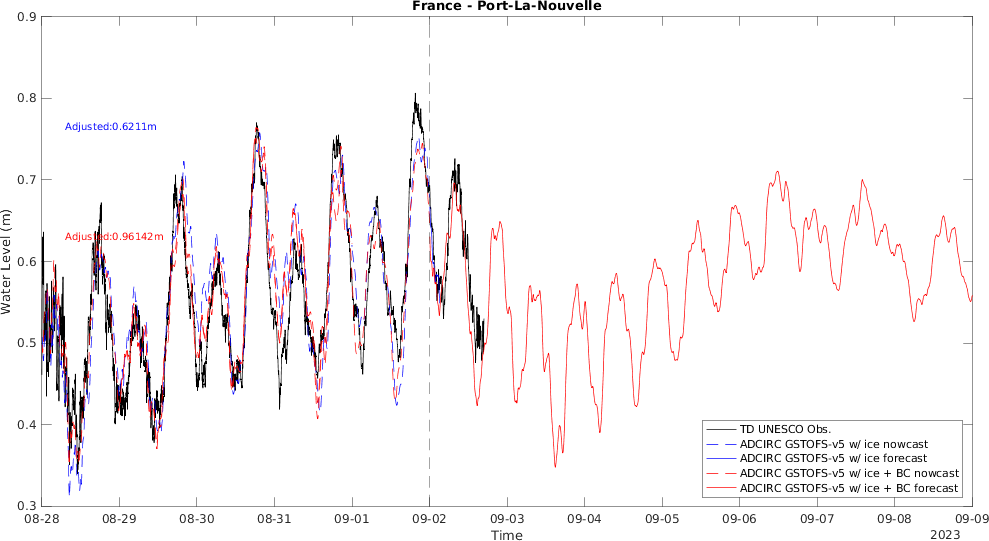 France - Port-La-Nouvelle
0.9
0.8
0.7
0.6
0.5
0.4
0.3
Water Level (m)
Adjusted:0.6211m
Adjusted:0.96142m
TD UNESCO Obs.
ADCIRC GSTOFS-v5 w/ ice nowcast
ADCIRC GSTOFS-v5 w/ ice forecast
ADCIRC GSTOFS-v5 w/ ice + BC nowcast
ADCIRC GSTOFS-v5 w/ ice + BC forecast
08-28 08-29 08-30 08-31 09-01 09-02 09-03 09-04 09-05 09-06 09-07 09-08 09-09
Time
2023